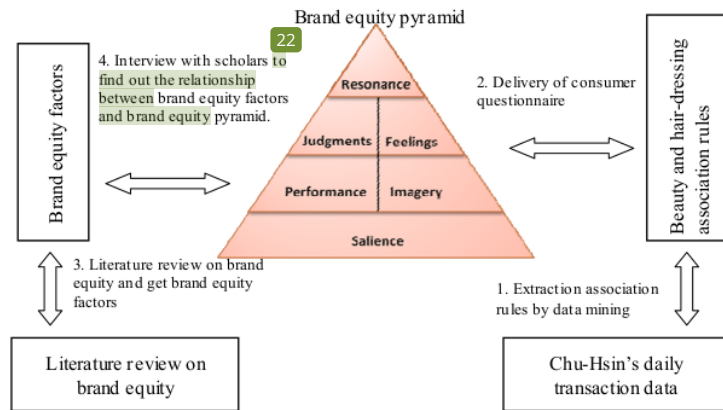 Brand equity pyramid
22
4. Interview with scholars to
find out the relationship
between brand equity factors
and brand equity pyramid.
Brand equity factors
Resonance
Judgments
Feelings
Performance
Imagery
Salience
2. Delivery of consumer
questionnaire
Beauty and hair-dressing
association rules
3. Literature review on brand
equity and get brand equity
factors
1. Extraction association
rules by data mining
Literature review on
brand equity
Chu-Hsin's daily
transaction data